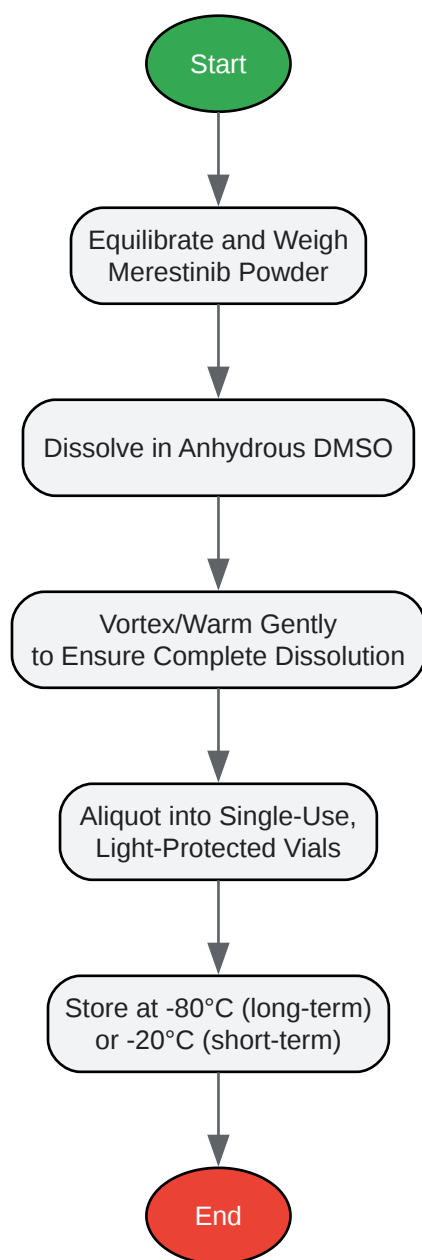 Start
Equilibrate and Weigh
Merestinib Powder
Dissolve in Anhydrous DMSO
Vortex/Warm Gently
to Ensure Complete Dissolution
Aliquot into Single-Use,
Light-Protected Vials
Store at -80°C (long-term)
or -20°C (short-term)
End